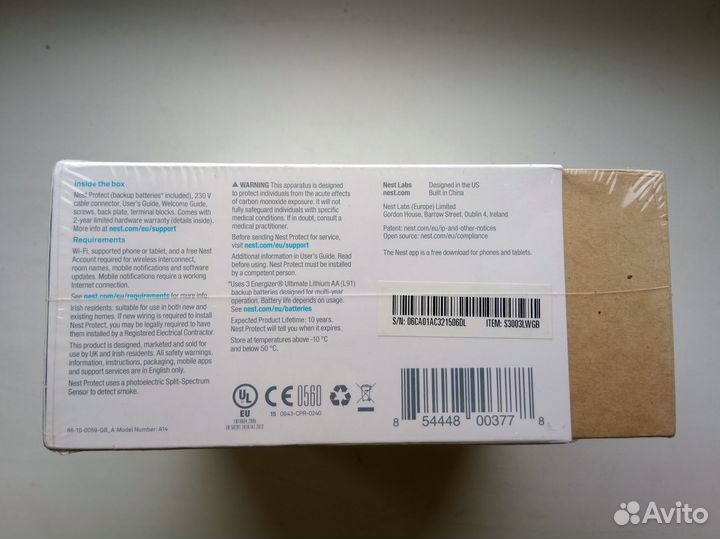 Inside the box
Nest Protect (backup batteries* included), 230 V
cable connector, User's Guide, Welcome Guide,
screws, back plate, terminal blocks. Comes with
2-year limited hardware warranty (details inside).
More info at nest.com/eu/support
Requirements
Wi-Fi, supported phone or tablet, and a free Nest
Account required for wireless interconnect,
room names, mobile notifications and software
updates. Mobile notifications require a working
Internet connection.
See nest.com/eu/requirements for more info.
Irish residents: suitable for use in both new and
existing homes. If new wiring is required to install
Nest Protect, you may be legally required to have
them installed by a Registered Electrical Contractor.
This product is designed, marketed and sold for
use by UK and Irish residents. All safety warnings,
information, instructions, packaging, mobile apps
and support services are in English only.
Nest Protect uses a photoelectric Split-Spectrum
Sensor to detect smoke.
66-10-0059-GB_A Model Number: A14
⚠ WARNING This apparatus is designed
to protect individuals from the acute effects
of carbon monoxide exposure. It will not
fully safeguard individuals with specific
medical conditions. If in doubt, consult a
medical practitioner.
Before sending Nest Protect for service,
visit nest.com/eu/support
Additional information in User's Guide. Read
before using. Nest Protect must be installed
by a competent person.
*Uses 3 Energizer® Ultimate Lithium AA (L91)
backup batteries designed for multi-year
operation. Battery life depends on usage.
See nest.com/eu/batteries
Expected Product Lifetime: 10 years.
Nest Protect will tell you when it expires.
Store at temperatures above -10 °C
and below 50 °C.
UL
EU
CE 0560
15 0843-CPR-0240
Nest Labs
nest.com
Designed in the US
Built in China
Nest Labs (Europe) Limited
Gordon House, Barrow Street, Dublin 4, Ireland
Patent: nest.com/eu/ip-and-other-notices
Open source: nest.com/eu/compliance
The Nest app is a free download for phones and tablets.
S/N: 06CA01AC321506DL ITEM: S3003LWGB
8 54448 00377 8
Avito